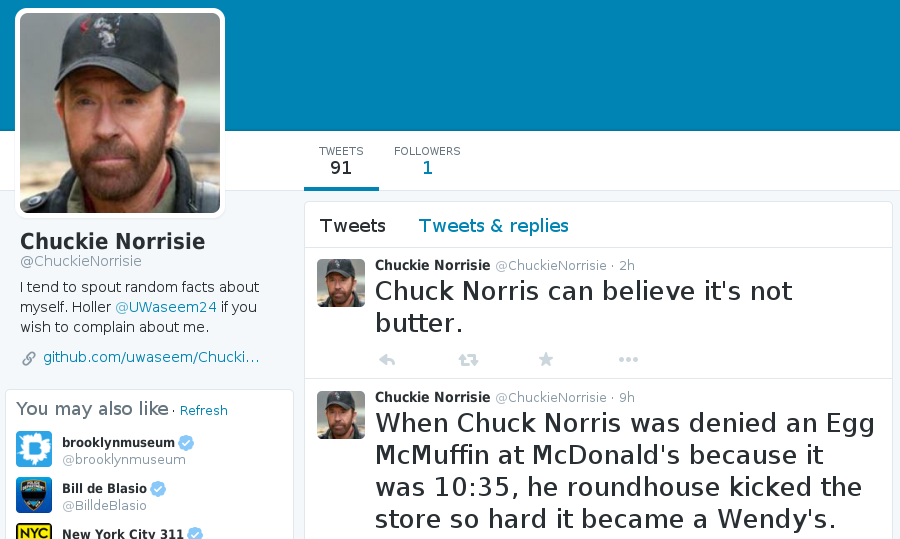 TWEETS
91
FOLLOWERS
1
Chuckie Norrisie
@ChuckieNorrisie
I tend to spout random facts about
myself. Holler @UWaseem24 if you
wish to complain about me.
github.com/uwaseem/Chucki...
You may also like · Refresh
brooklynmuseum
@brooklynmuseum
Bill de Blasio
@BilldeBlasio
NYC
New York City 311
Tweets
Tweets & replies
Chuckie Norrisie @ChuckieNorrisie · 2h
Chuck Norris can believe it's not
butter.
Chuckie Norrisie @ChuckieNorrisie · 9h
When Chuck Norris was denied an Egg
McMuffin at McDonald's because it
was 10:35, he roundhouse kicked the
store so hard it became a Wendy's.